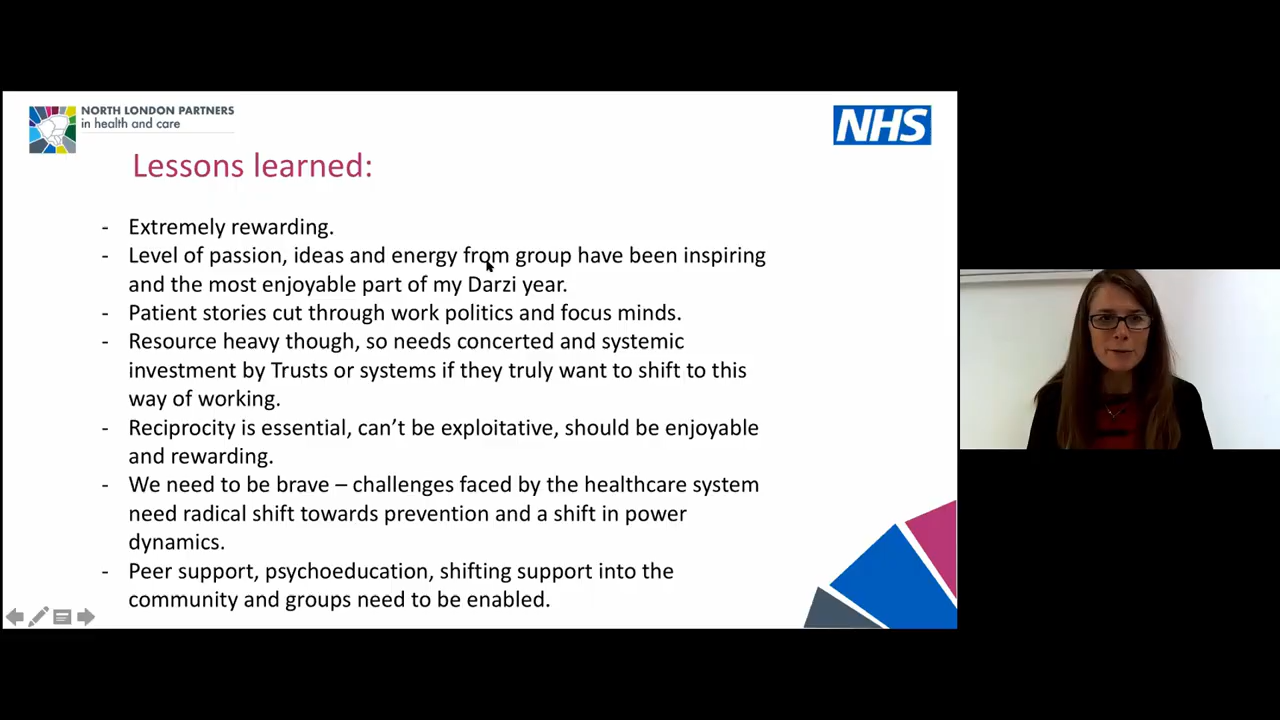 NORTH LONDON PARTNERS
in health and care
NHS
Lessons learned:
- Extremely rewarding.
- Level of passion, ideas and energy from group have been inspiring
and the most enjoyable part of my Darzi year.
- Patient stories cut through work politics and focus minds.
- Resource heavy though, so needs concerted and systemic
investment by Trusts or systems if they truly want to shift to this
way of working.
- Reciprocity is essential, can’t be exploitative, should be enjoyable
and rewarding.
- We need to be brave – challenges faced by the healthcare system
need radical shift towards prevention and a shift in power
dynamics.
- Peer support, psychoeducation, shifting support into the
community and groups need to be enabled.